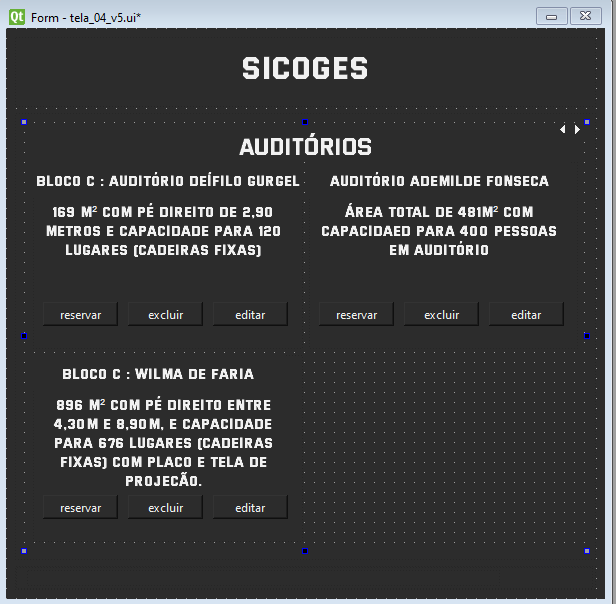 Form - tela_04_v5.ui*
SICOGES
AUDITÓRIOS
BLOCO C : AUDITÓRIO DEÍFILO GURGEL
169 M² COM PÉ DIREITO DE 2,90
METROS E CAPACIDADE PARA 120
LUGARES (CADEIRAS FIXAS)
reservar excluir editar
AUDITÓRIO ADEMILDE FONSECA
ÁREA TOTAL DE 481M² COM
CAPACIDAED PARA 400 PESSOAS
EM AUDITÓRIO
reservar excluir editar
BLOCO C : WILMA DE FARIA
896 M² COM PÉ DIREITO ENTRE
4,30M E 8,90M, E CAPACIDADE
PARA 676 LUGARES (CADEIRAS
FIXAS) COM PLACO E TELA DE
PROJECÃO.
reservar excluir editar